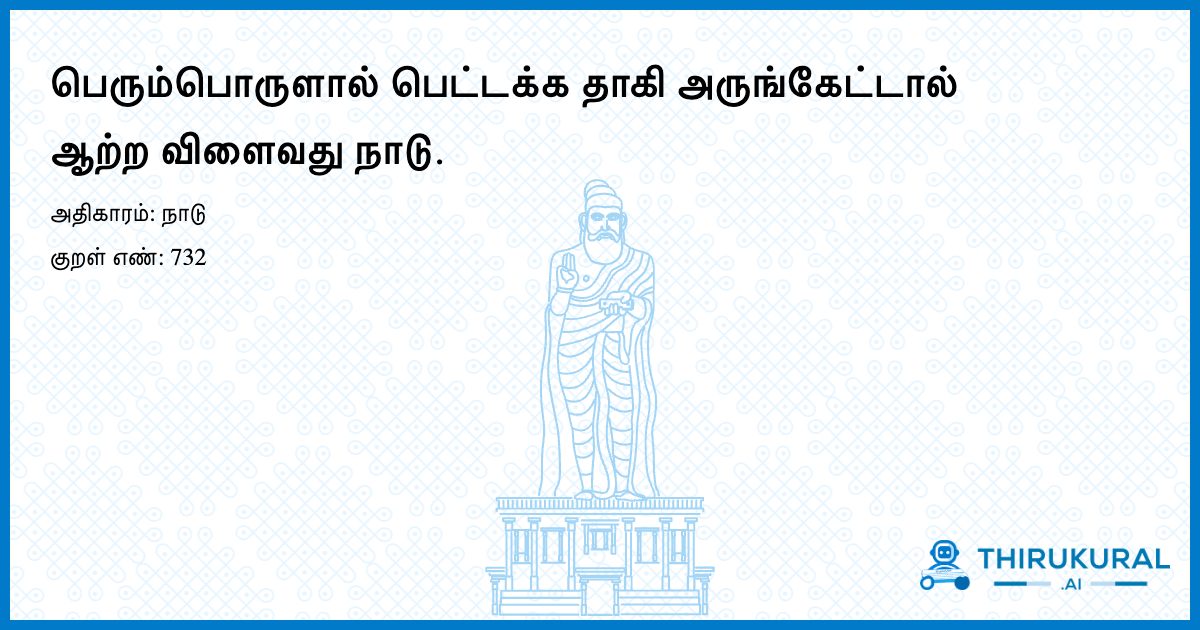 பெரும்பொருளால் பெட்டக்க தாகி அருங்கேட்டால்
ஆற்ற விளைவது நாடு.
அதிகாரம்: நாடு
குறள் எண்: 732
THIRUKURAL
.AI